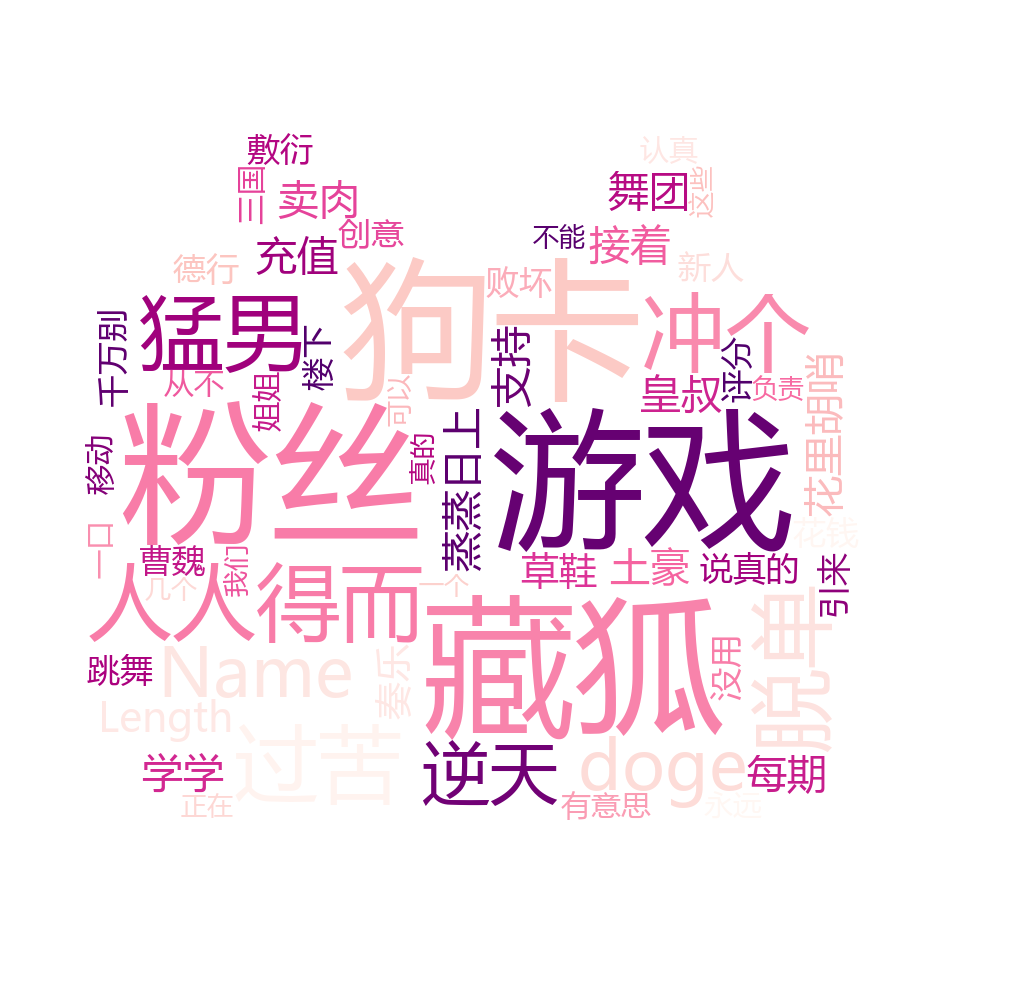 敷衍
认真
三国
卖肉
舞团
这些
创意
不能
接着
充值
德行
败坏
新人
狗卡
猛男
冲个
千万别
楼下
支持
评分
从不
姐姐
可以
皇叔
负责
花里胡哨
粉丝
游戏
移动
真的
蒸蒸日上
花钱
一口
曹魏
我们
草鞋
土豪
说真的
引来
几个
一个
人人得而
藏狐
脱单
跳舞
Name
奏乐
没用
Length
过苦
逆天
doge
学学
每期
正在
有意思
永远